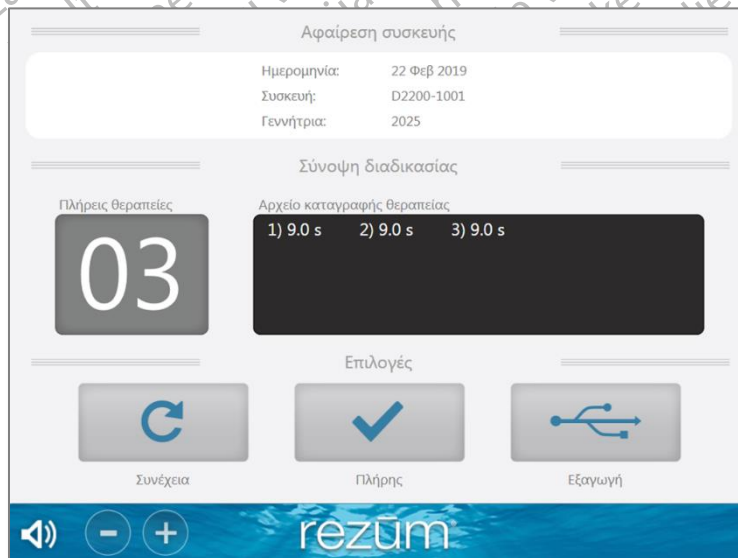 Αφαίρεση συσκευής
Ημερομηνία: 22 Φεβ 2019
Συσκευή: D2200-1001
Γεννήτρια: 2025
Σύνοψη διαδικασίας
Πλήρεις θεραπείες
03
Αρχείο καταγραφής θεραπείας
1) 9.0 s 2) 9.0 s 3) 9.0 s
Επιλογές
Συνέχεια Πλήρης Εξαγωγή
rezūm